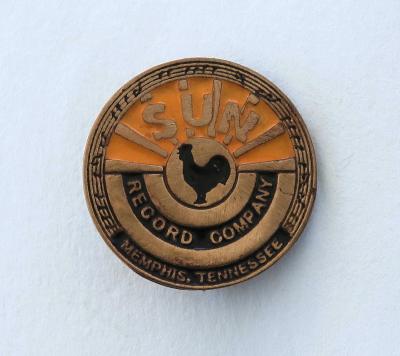 SUN
RECORD COMPANY
MEMPHIS, TENNESSEE